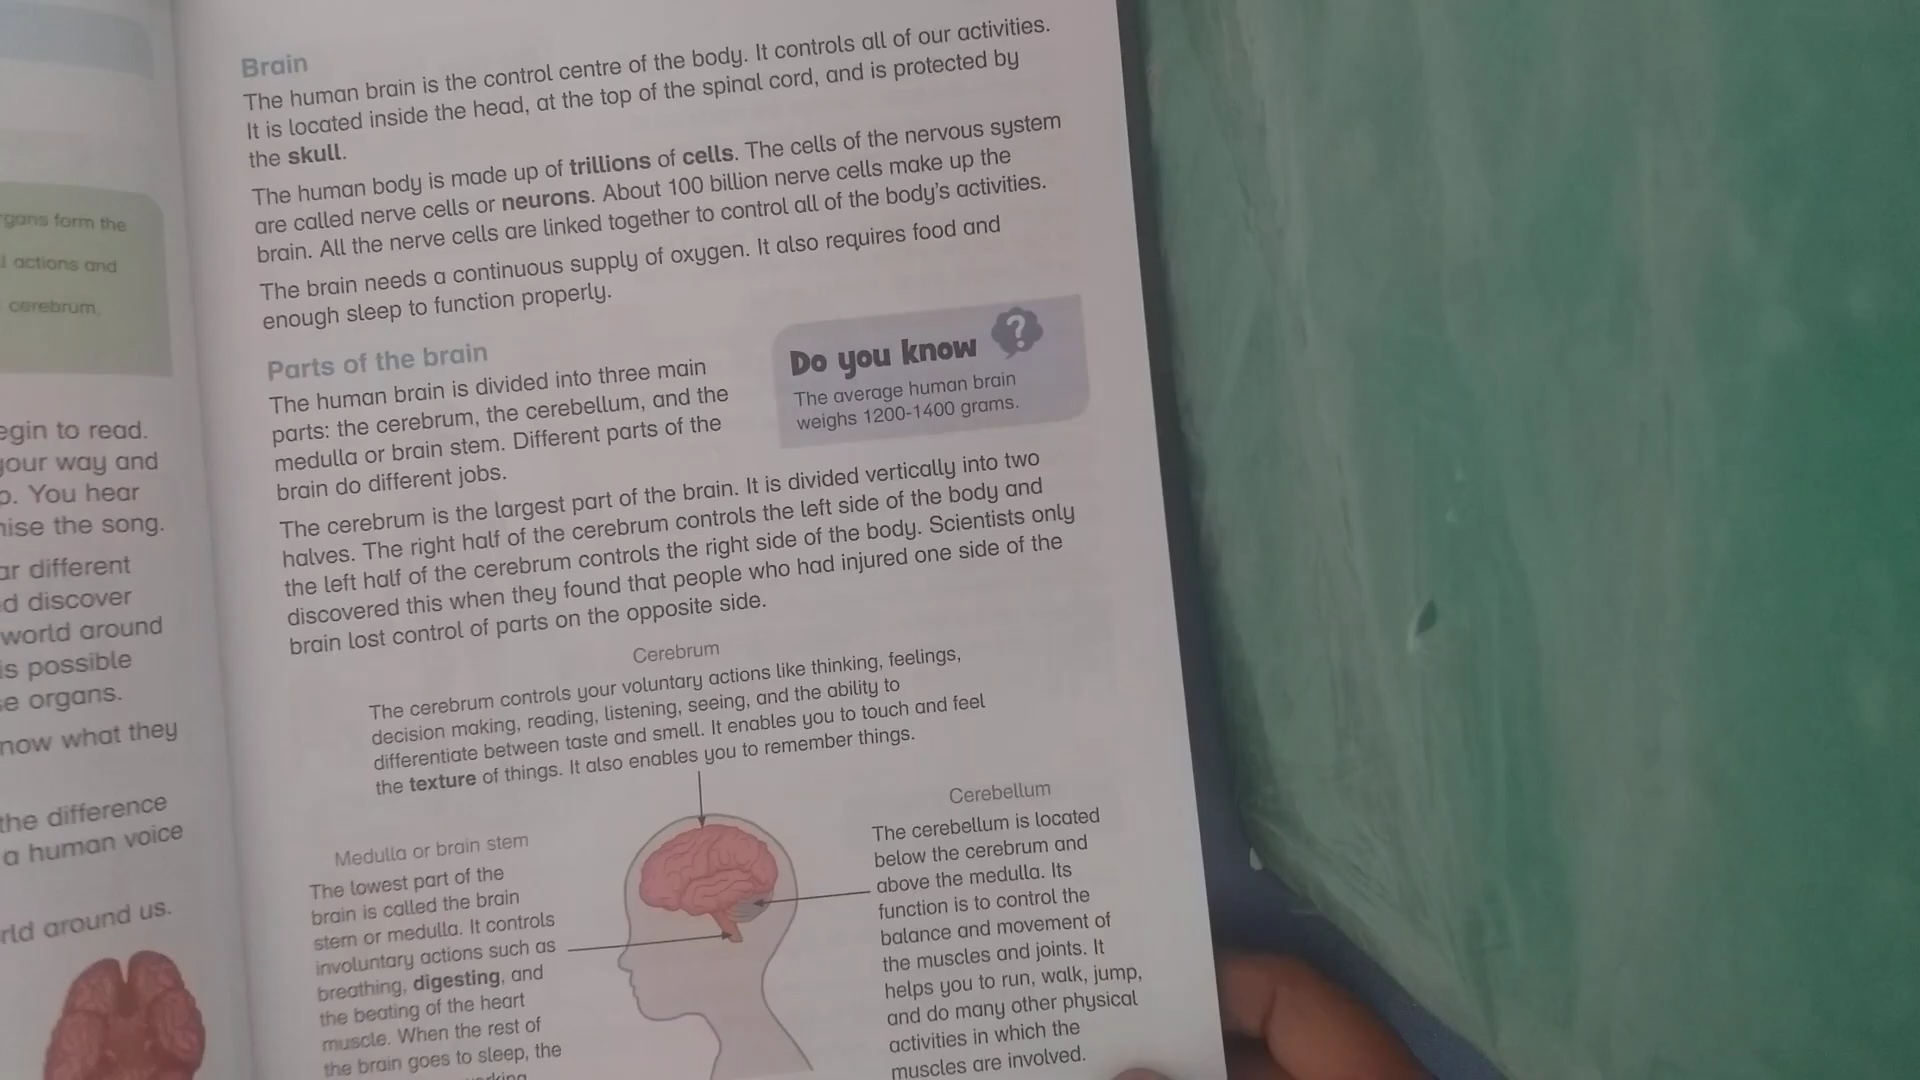 gans form the
l actions and
cerebrum.
egin to read.
your way and
p. You hear
nise the song.
ar different
d discover
world around
is possible
se organs.
now what they
the difference
a human voice
rld around us.
Brain
The human brain is the control centre of the body. It controls all of our activities.
It is located inside the head, at the top of the spinal cord, and is protected by
the skull.
The human body is made up of trillions of cells. The cells of the nervous system
are called nerve cells or neurons. About 100 billion nerve cells make up the
brain. All the nerve cells are linked together to control all of the body's activities.
The brain needs a continuous supply of oxygen. It also requires food and
enough sleep to function properly.
Parts of the brain
The human brain is divided into three main
parts: the cerebrum, the cerebellum, and the
medulla or brain stem. Different parts of the
brain do different jobs.
Do you know ?
The average human brain
weighs 1200-1400 grams.
The cerebrum is the largest part of the brain. It is divided vertically into two
halves. The right half of the cerebrum controls the left side of the body and
the left half of the cerebrum controls the right side of the body. Scientists only
discovered this when they found that people who had injured one side of the
brain lost control of parts on the opposite side.
Cerebrum
The cerebrum controls your voluntary actions like thinking, feelings,
decision making, reading, listening, seeing, and the ability to
differentiate between taste and smell. It enables you to touch and feel
the texture of things. It also enables you to remember things.
Medulla or brain stem
The lowest part of the
brain is called the brain
stem or medulla. It controls
involuntary actions such as
breathing, digesting, and
the beating of the heart
muscle. When the rest of
the brain goes to sleep, the
Cerebellum
The cerebellum is located
below the cerebrum and
above the medulla. Its
function is to control the
balance and movement of
the muscles and joints. It
helps you to run, walk, jump,
and do many other physical
activities in which the
muscles are involved.